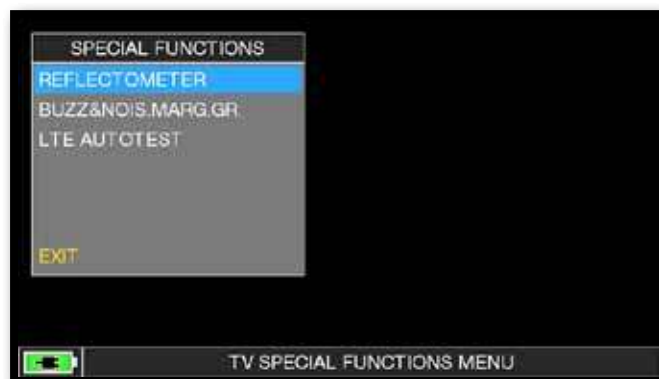 SPECIAL FUNCTIONS
REFLECTOMETER
BUZZ&NOIS.MARG.GR.
LTE AUTOTEST
EXIT
TV SPECIAL FUNCTIONS MENU